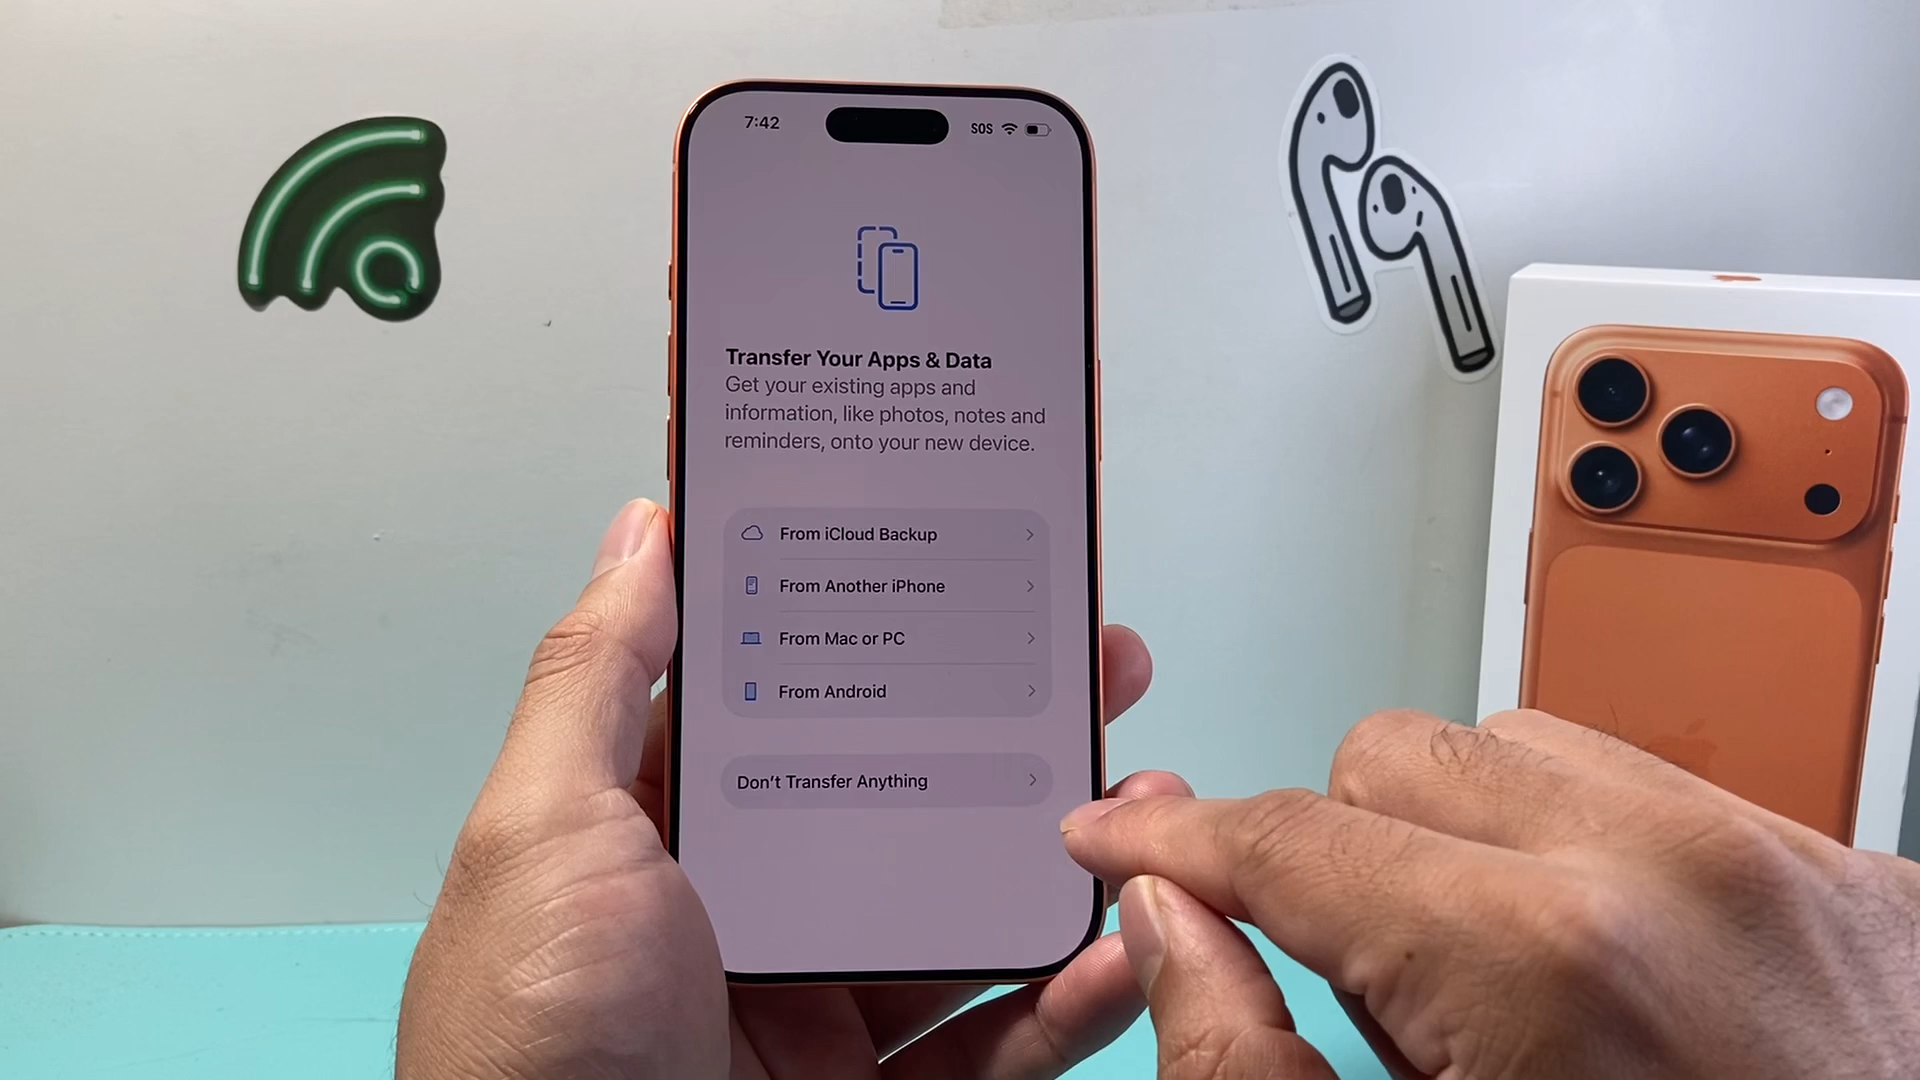 7:42
SOS
Transfer Your Apps & Data
Get your existing apps and
information, like photos, notes and
reminders, onto your new device.
From iCloud Backup
From Another iPhone
From Mac or PC
From Android
Don't Transfer Anything